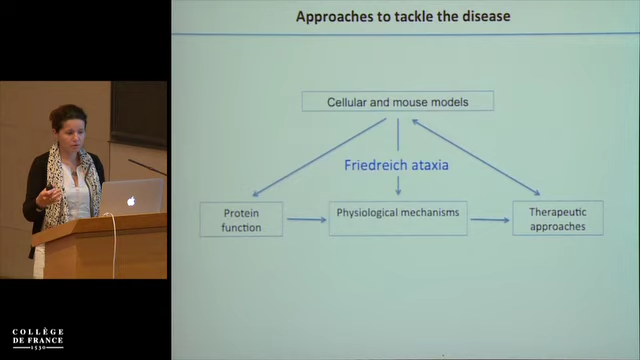 Approaches to tackle the disease
Cellular and mouse models
Friedreich ataxia
Protein
function
Physiological mechanisms
Therapeutic
approaches
COLLÈGE
DE FRANCE
1530